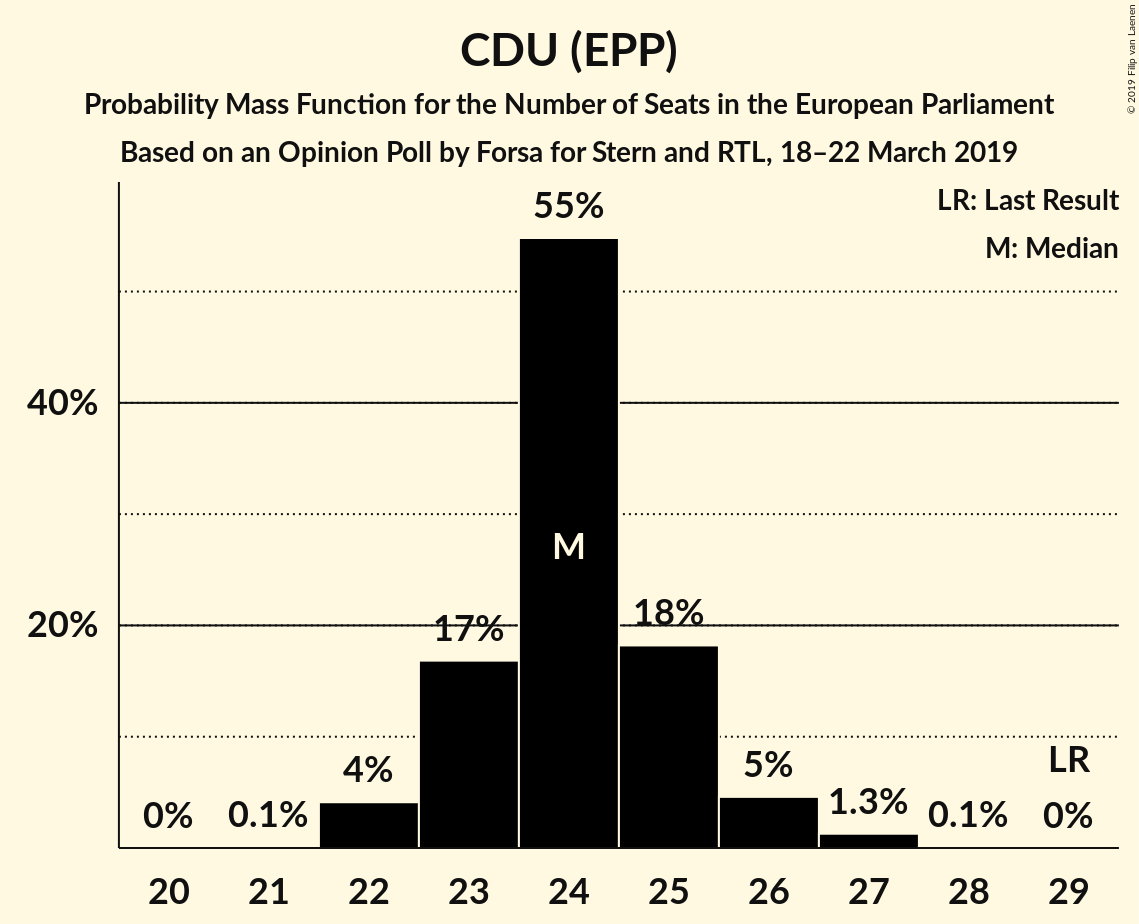 CDU (EPP)
Probability Mass Function for the Number of Seats in the European Parliament
Based on an Opinion Poll by Forsa for Stern and RTL, 18–22 March 2019
© 2019 Filip van Laenen
LR: Last Result
M: Median
55%
40%
M
20%
17%
18%
4%
5%
LR
0%
0.1%
1.3%
0.1%
0%
20 21 22 23 24 25 26 27 28 29